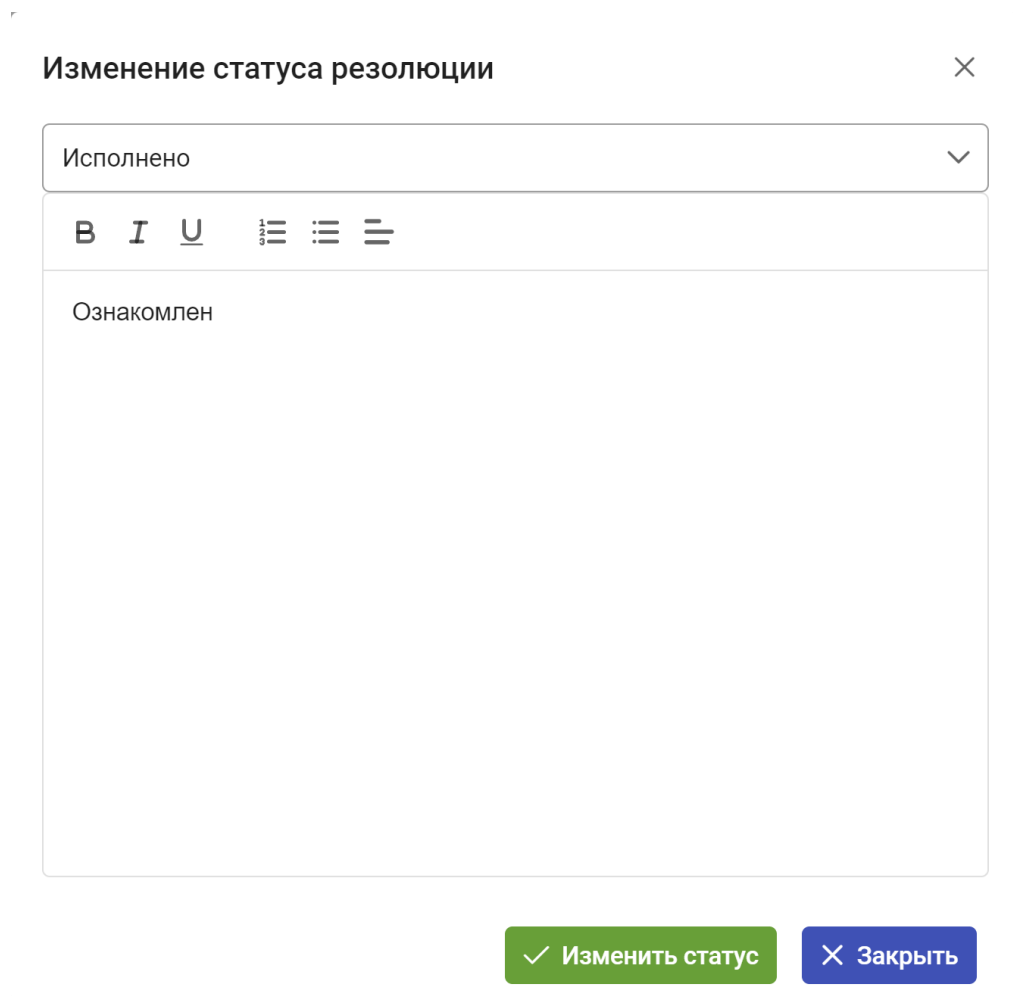 Изменение статуса резолюции
Исполнено
Ознакомлен
Изменить статус
Закрыть